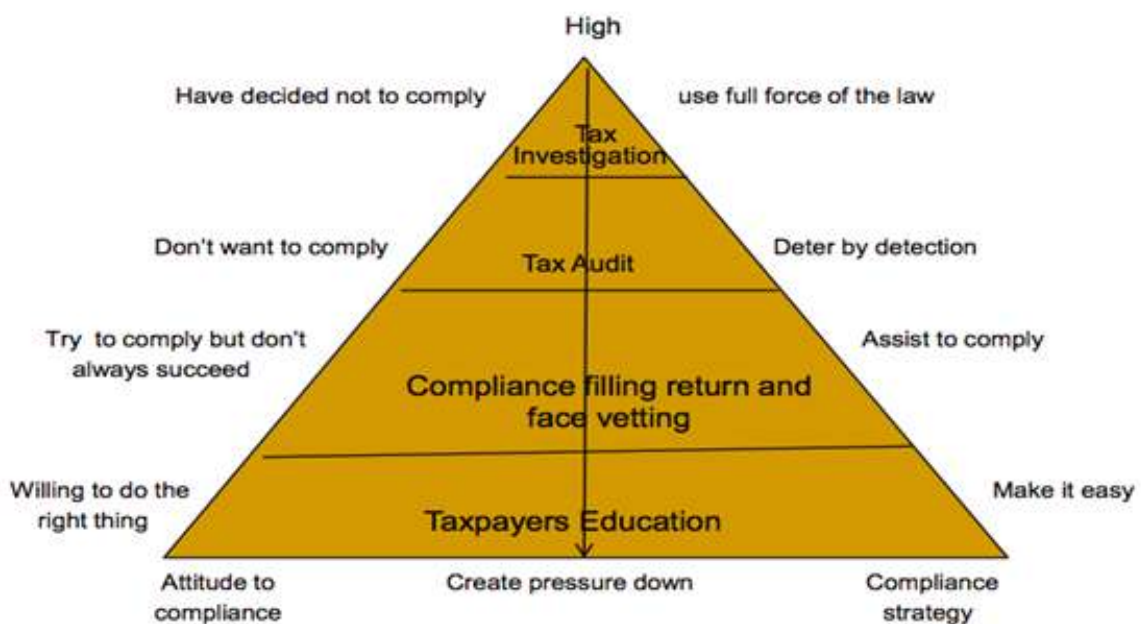 High
Have decided not to comply
use full force of the law
Tax
Investigation
Don't want to comply
Deter by detection
Tax Audit
Try to comply but don't
always succeed
Assist to comply
Compliance filling return and
face vetting
Willing to do the
right thing
Make it easy
Taxpayers Education
Attitude to
compliance
Create pressure down
Compliance
strategy